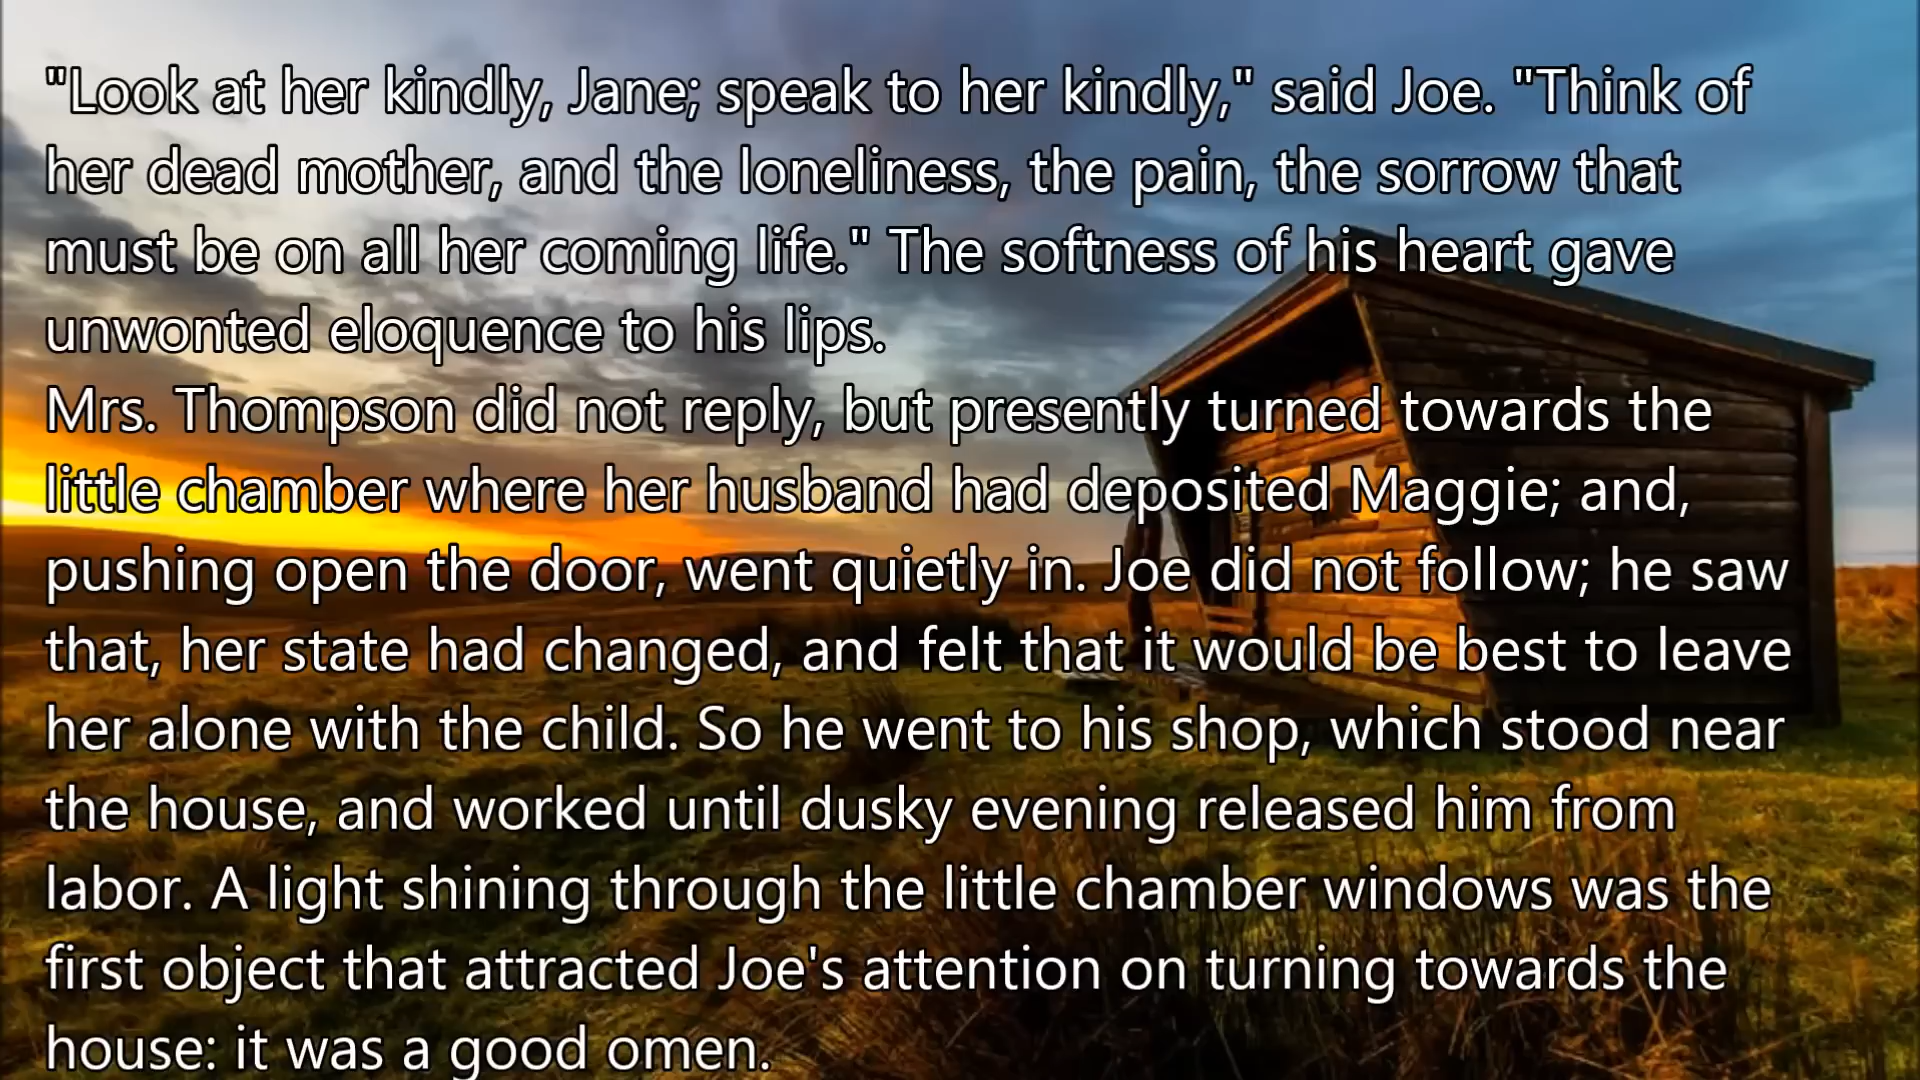 "Look at her kindly, Jane; speak to her kindly," said Joe. "Think of
her dead mother, and the loneliness, the pain, the sorrow that
must be on all her coming life." The softness of his heart gave
unwonted eloquence to his lips.
Mrs. Thompson did not reply, but presently turned towards the
little chamber where her husband had deposited Maggie; and,
pushing open the door, went quietly in. Joe did not follow; he saw
that, her state had changed, and felt that it would be best to leave
her alone with the child. So he went to his shop, which stood near
the house, and worked until dusky evening released him from
labor. A light shining through the little chamber windows was the
first object that attracted Joe's attention on turning towards the
house: it was a good omen.